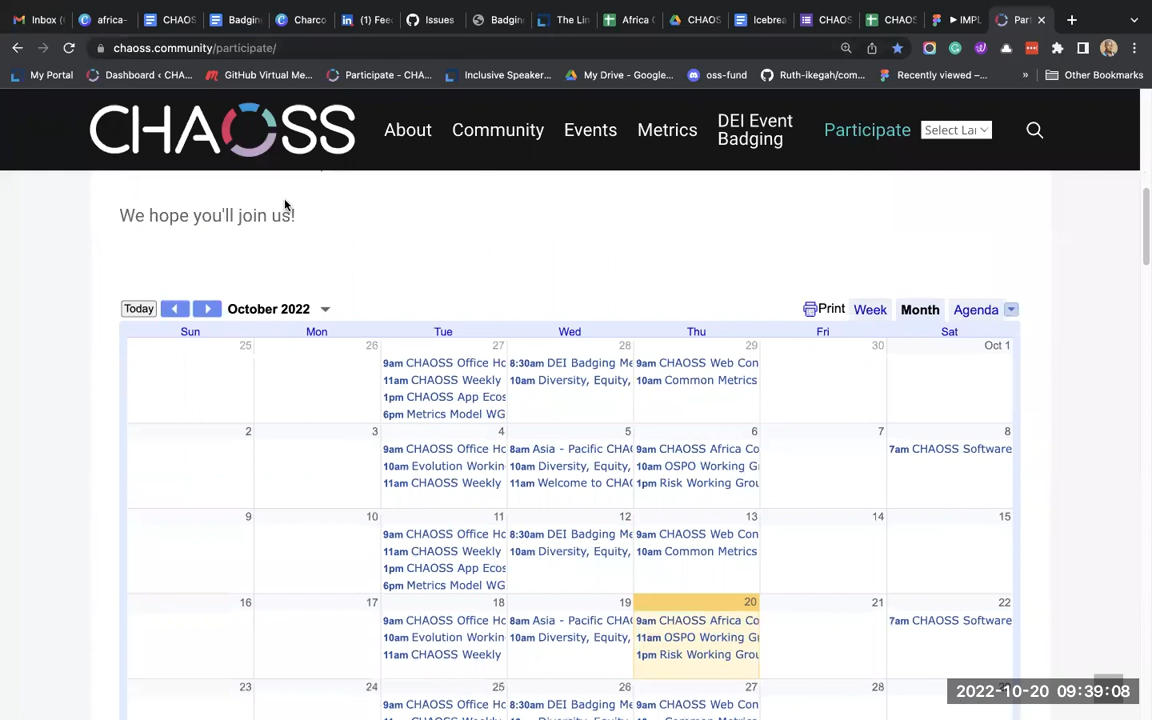 Inbox (
africa-
CHAOS
Badgin
Charco
(1) Fee
Issues
Badgin
The Lin
Africa C
CHAOS
Icebrea
CHAOS
CHAOS
IMPL
Par
chaoss.community/participate/
My Portal
Dashboard ‹ CHA...
GitHub Virtual Me...
Participate - CHA...
Inclusive Speaker...
My Drive - Google...
oss-fund
Ruth-ikegah/com...
Recently viewed –...
»
Other Bookmarks
CHAOSS
About
Community
Events
Metrics
DEI Event
Badging
Participate
Select Lai
We hope you'll join us!
Today
October 2022
Print
Week
Month
Agenda
Sun Mon Tue Wed Thu Fri Sat
25 26 27 28 29 30 Oct 1
9am CHAOSS Office Ho 8:30am DEI Badging Me 9am CHAOSS Web Con
11am CHAOSS Weekly 10am Diversity, Equity, 10am Common Metrics
1pm CHAOSS App Ecos
6pm Metrics Model WG
2 3 4 5 6 7 8
9am CHAOSS Office Ho 8am Asia - Pacific CHA 9am CHAOSS Africa Co 7am CHAOSS Software
10am Evolution Workin 10am Diversity, Equity, 10am OSPO Working G
11am CHAOSS Weekly 11am Welcome to CHA 1pm Risk Working Grou
9 10 11 12 13 14 15
9am CHAOSS Office Ho 8:30am DEI Badging Me 9am CHAOSS Web Con
11am CHAOSS Weekly 10am Diversity, Equity, 10am Common Metrics
1pm CHAOSS App Ecos
6pm Metrics Model WG
16 17 18 19 20 21 22
9am CHAOSS Office Ho 8am Asia - Pacific CHA 9am CHAOSS Africa Co 7am CHAOSS Software
10am Evolution Workin 10am Diversity, Equity, 11am OSPO Working G
11am CHAOSS Weekly 1pm Risk Working Grou
23 24 25 26 27 28
9am CHAOSS Office Ho 8:30am DEI Badging Me 9am CHAOSS Web Con
2022-10-20 09:39:08